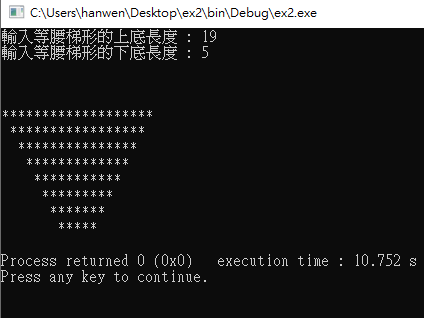 C:\Users\hanwen\Desktop\ex2\bin\Debug\ex2.exe
輸入等腰梯形的上底長度 : 19
輸入等腰梯形的下底長度 : 5
*******************
 *****************
  ***************
   *************
    ***********
     *********
      *******
       *****
Process returned 0 (0x0)   execution time : 10.752 s
Press any key to continue.